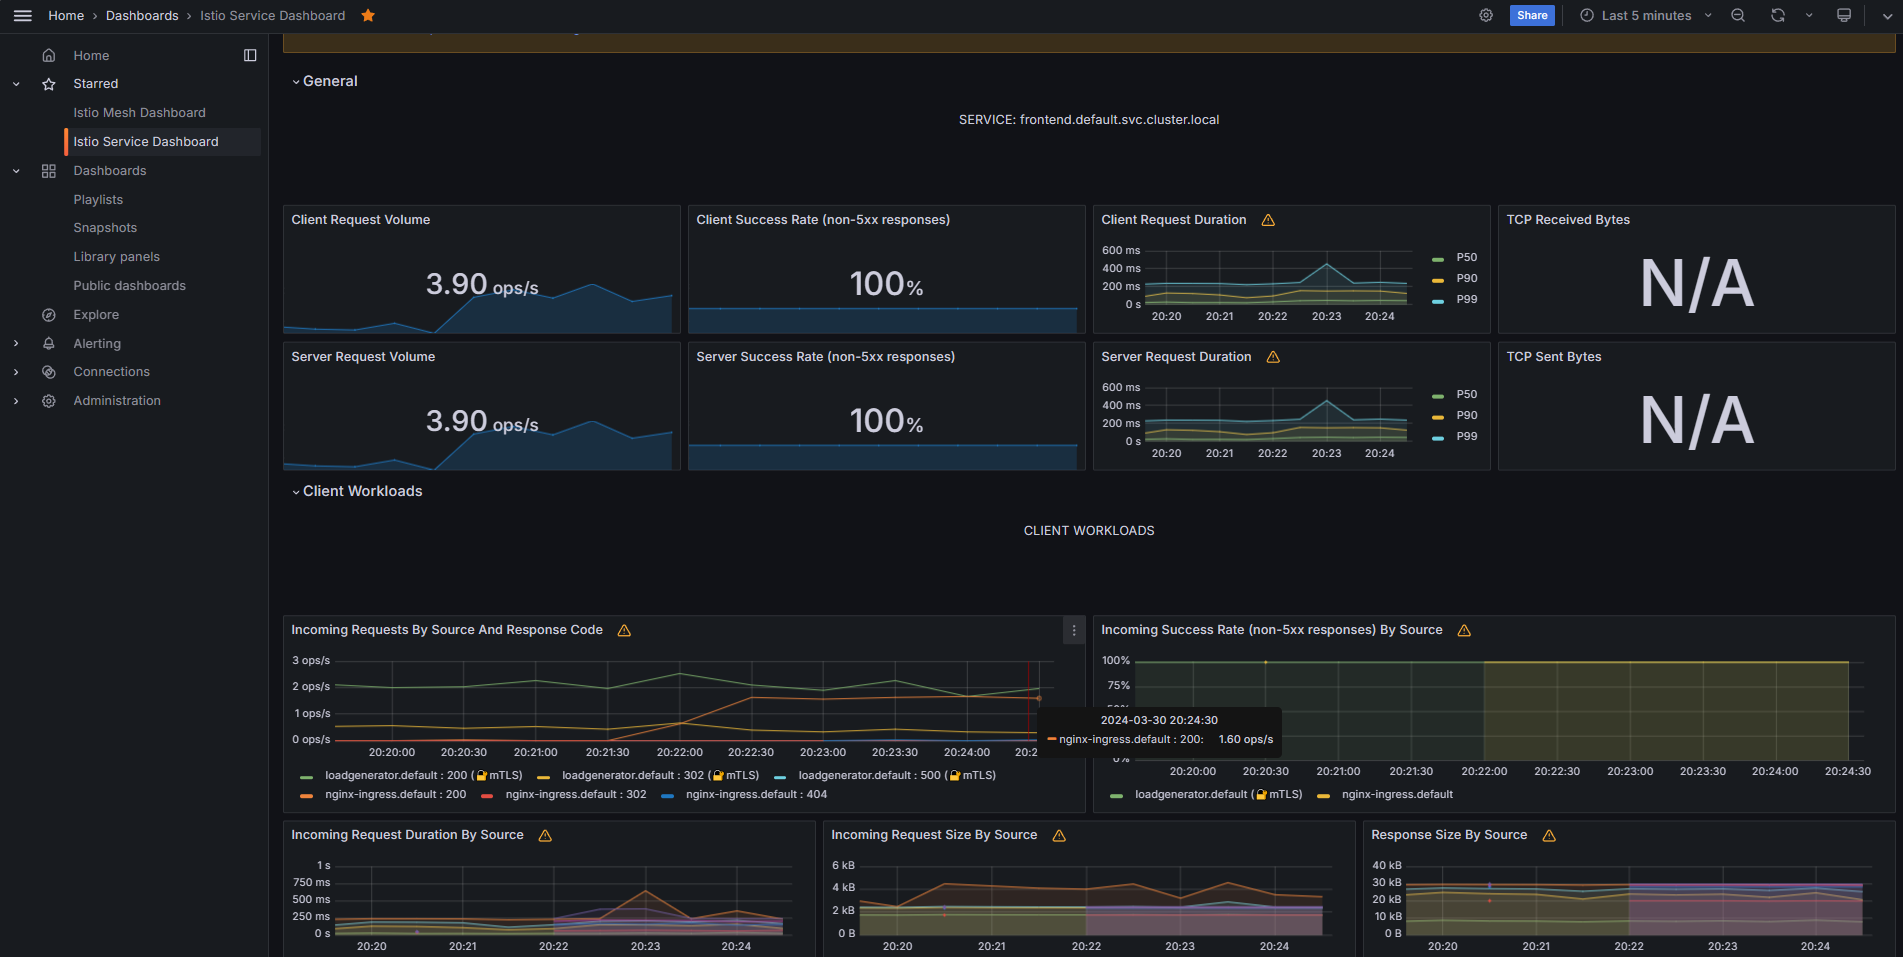 Home › Dashboards › Istio Service Dashboard
Share
Last 5 minutes
Home
Starred
Istio Mesh Dashboard
Istio Service Dashboard
Dashboards
Playlists
Snapshots
Library panels
Public dashboards
Explore
Alerting
Connections
Administration
General
SERVICE: frontend.default.svc.cluster.local
Client Request Volume
3.90 ops/s
Client Success Rate (non-5xx responses)
100%
Client Request Duration
600 ms
400 ms
200 ms
0 s
20:20 20:21 20:22 20:23 20:24
P50
P90
P99
TCP Received Bytes
N/A
Server Request Volume
3.90 ops/s
Server Success Rate (non-5xx responses)
100%
Server Request Duration
600 ms
400 ms
200 ms
0 s
20:20 20:21 20:22 20:23 20:24
P50
P90
P99
TCP Sent Bytes
N/A
Client Workloads
CLIENT WORKLOADS
Incoming Requests By Source And Response Code
3 ops/s
2 ops/s
1 ops/s
0 ops/s
20:20:00 20:20:30 20:21:00 20:21:30 20:22:00 20:22:30 20:23:00 20:23:30 20:24:00 20:2
loadgenerator.default : 200 (🔐mTLS) loadgenerator.default : 302 (🔐mTLS) loadgenerator.default : 500 (🔐mTLS)
nginx-ingress.default : 200 nginx-ingress.default : 302 nginx-ingress.default : 404
2024-03-30 20:24:30
nginx-ingress.default : 200: 1.60 ops/s
Incoming Success Rate (non-5xx responses) By Source
100%
75%
0%
20:20:00 20:20:30 20:21:00 20:21:30 20:22:00 20:22:30 20:23:00 20:23:30 20:24:00 20:24:30
loadgenerator.default (🔐mTLS) nginx-ingress.default
Incoming Request Duration By Source
1 s
750 ms
500 ms
250 ms
0 s
20:20 20:21 20:22 20:23 20:24
Incoming Request Size By Source
6 kB
4 kB
2 kB
0 B
20:20 20:21 20:22 20:23 20:24
Response Size By Source
40 kB
30 kB
20 kB
10 kB
0 B
20:20 20:21 20:22 20:23 20:24